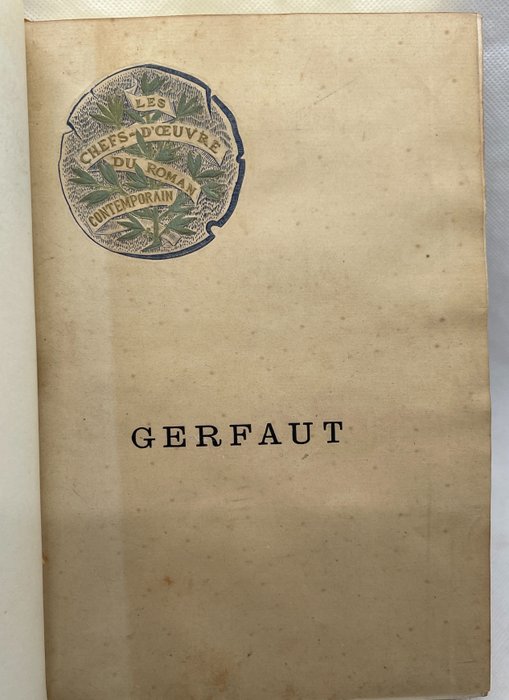 LES
CHEFS-D'ŒUVRE
DU ROMAN
CONTEMPORAIN
GERFAUT